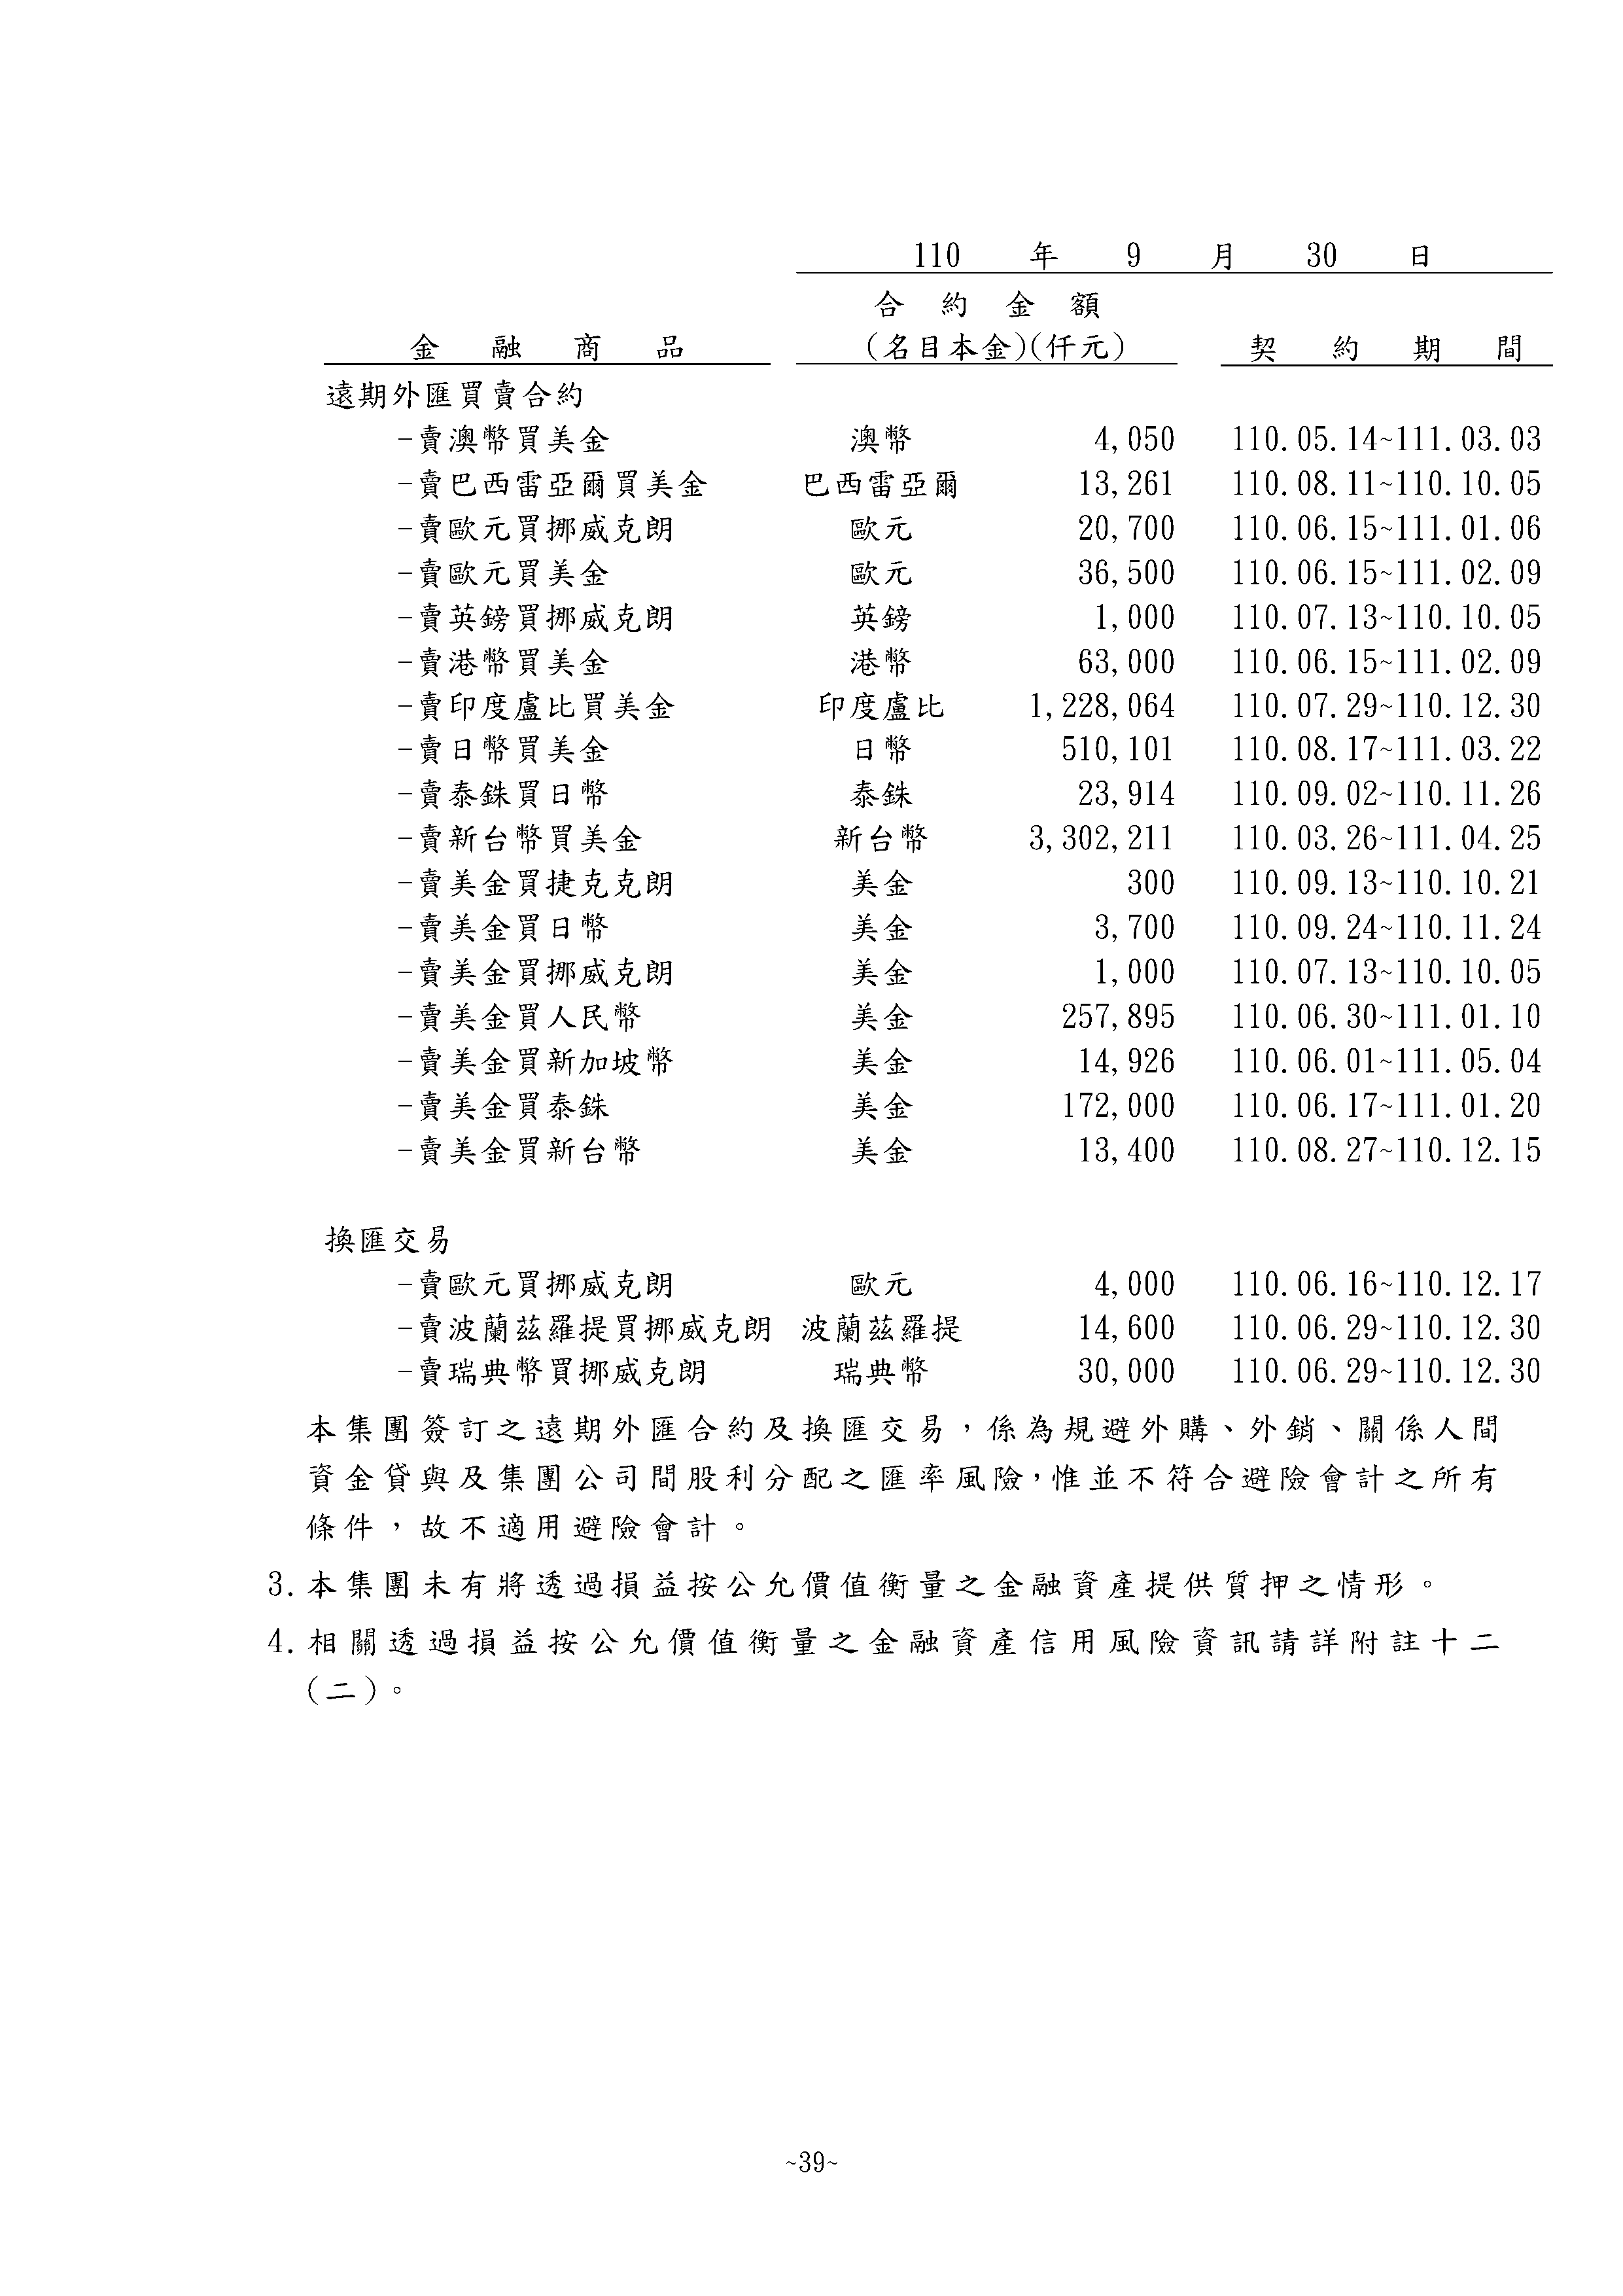 110 年 9 月 30 日
合 約 金 額
金 融 商 品 (名目本金)(仟元) 契 約 期 間
遠期外匯買賣合約
-賣澳幣買美金 澳幣 4,050 110.05.14~111.03.03
-賣巴西雷亞爾買美金 巴西雷亞爾 13,261 110.08.11~110.10.05
-賣歐元買挪威克朗 歐元 20,700 110.06.15~111.01.06
-賣歐元買美金 歐元 36,500 110.06.15~111.02.09
-賣英鎊買挪威克朗 英鎊 1,000 110.07.13~110.10.05
-賣港幣買美金 港幣 63,000 110.06.15~111.02.09
-賣印度盧比買美金 印度盧比 1,228,064 110.07.29~110.12.30
-賣日幣買美金 日幣 510,101 110.08.17~111.03.22
-賣泰銖買日幣 泰銖 23,914 110.09.02~110.11.26
-賣新台幣買美金 新台幣 3,302,211 110.03.26~111.04.25
-賣美金買捷克克朗 美金 300 110.09.13~110.10.21
-賣美金買日幣 美金 3,700 110.09.24~110.11.24
-賣美金買挪威克朗 美金 1,000 110.07.13~110.10.05
-賣美金買人民幣 美金 257,895 110.06.30~111.01.10
-賣美金買新加坡幣 美金 14,926 110.06.01~111.05.04
-賣美金買泰銖 美金 172,000 110.06.17~111.01.20
-賣美金買新台幣 美金 13,400 110.08.27~110.12.15
換匯交易
-賣歐元買挪威克朗 歐元 4,000 110.06.16~110.12.17
-賣波蘭茲羅提買挪威克朗 波蘭茲羅提 14,600 110.06.29~110.12.30
-賣瑞典幣買挪威克朗 瑞典幣 30,000 110.06.29~110.12.30
本集團簽訂之遠期外匯合約及換匯交易，係為規避外購、外銷、關係人間
資金貸與及集團公司間股利分配之匯率風險，惟並不符合避險會計之所有
條件，故不適用避險會計。
3.本集團未有將透過損益按公允價值衡量之金融資產提供質押之情形。
4.相關透過損益按公允價值衡量之金融資產信用風險資訊請詳附註十二
(二)。
~39~